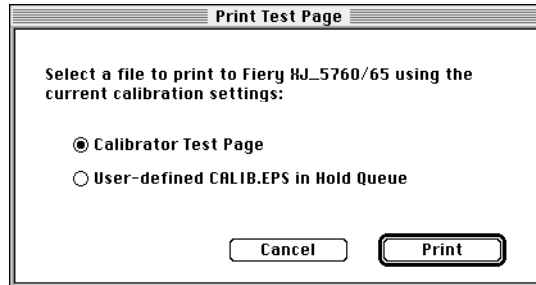 Print Test Page
Select a file to print to Fiery XJ_5760/65 using the
current calibration settings:
Calibrator Test Page
User-defined CALIB.EPS in Hold Queue
Cancel
Print